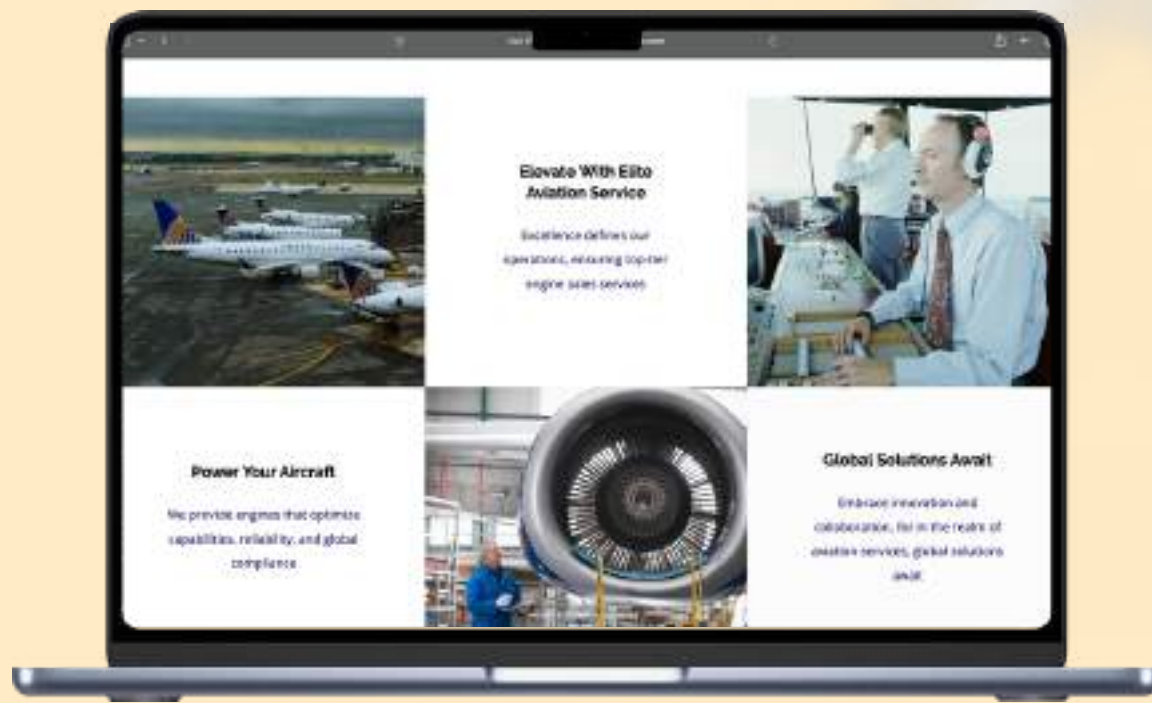 Elevate With Elite
Aviation Service
Excellence defines our
operations, ensuring top-tier
engine sales services
Power Your Aircraft
We provide engines that optimize
capabilities, reliability, and global
compliance
Global Solutions Await
Embrace innovation and
collaboration, for in the realm of
aviation services, global solutions
await